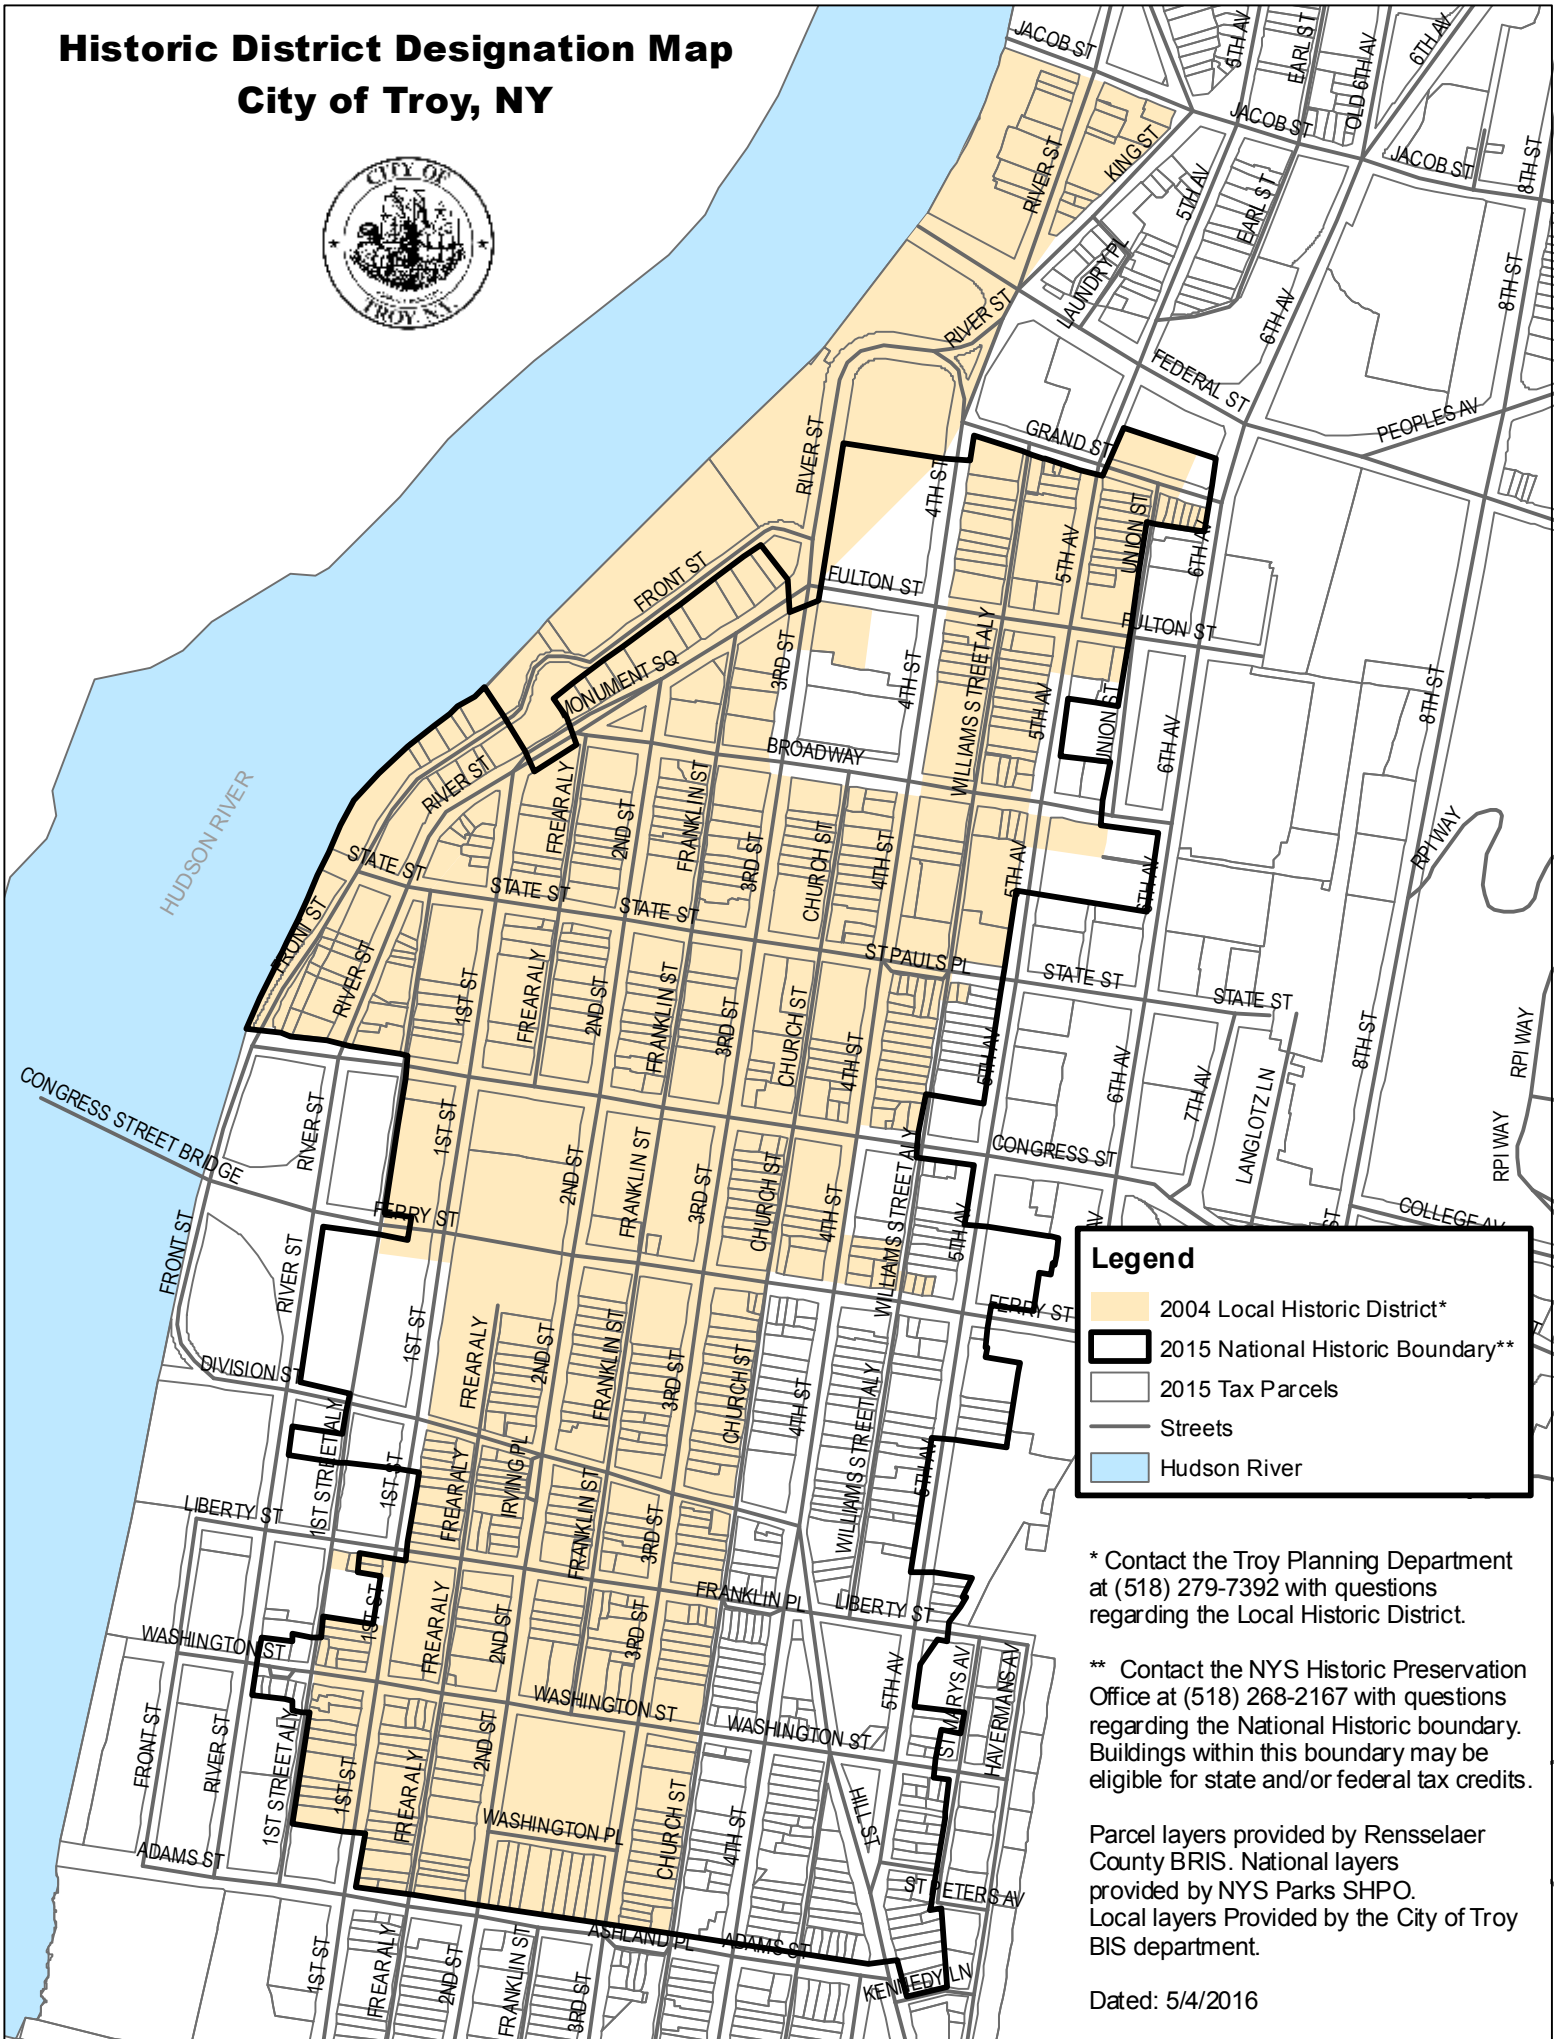 Historic District Designation Map
City of Troy, NY
CITY OF
TROY, N.Y.
JACOB ST
5TH AV
EARL ST
OLD 6TH AV
6TH AV
JACOB ST
JACOB ST
8TH ST
KING ST
RIVER ST
5TH AV
EARL ST
LAUNDRY PL
8TH ST
RIVER ST
6TH AV
FEDERAL ST
PEOPLES AV
GRAND ST
RIVER ST
4TH ST
5TH AV
UNION ST
6TH AV
FRONT ST
FULTON ST
FULTON ST
MONUMENT SQ
3RD ST
4TH ST
WILLIAMS STREET ALY
5TH AV
UNION ST
6TH AV
8TH ST
BROADWAY
HUDSON RIVER
RIVER ST
FREAR ALY
2ND ST
FRANKLIN ST
3RD ST
CHURCH ST
4TH ST
5TH AV
6TH AV
RPI WAY
STATE ST
STATE ST
STATE ST
ST PAULS PL
STATE ST
STATE ST
FRONT ST
RIVER ST
1ST ST
FREAR ALY
2ND ST
FRANKLIN ST
3RD ST
CHURCH ST
4TH ST
5TH AV
6TH AV
7TH AV
LANGLOTZ LN
8TH ST
RPI WAY
RPI WAY
CONGRESS STREET BRIDGE
RIVER ST
1ST ST
2ND ST
FRANKLIN ST
3RD ST
CHURCH ST
4TH ST
WILLIAMS STREET ALY
5TH AV
CONGRESS ST
COLLEGE AV
AV
ST
FERRY ST
FERRY ST
FRONT ST
RIVER ST
1ST ST
FREAR ALY
2ND ST
FRANKLIN ST
3RD ST
CHURCH ST
4TH ST
WILLIAMS STREET ALY
5TH AV
DIVISION ST
1ST STREET ALY
1ST ST
FREAR ALY
IRVING PL
FRANKLIN ST
3RD ST
LIBERTY ST
FRANKLIN PL
LIBERTY ST
1ST ST
FREAR ALY
2ND ST
3RD ST
5TH AV
ST MARYS AV
HAVERMANS AV
WASHINGTON ST
WASHINGTON ST
WASHINGTON ST
FRONT ST
RIVER ST
1ST STREET ALY
1ST ST
FREAR ALY
2ND ST
WASHINGTON PL
CHURCH ST
4TH ST
HILL ST
ADAMS ST
ST PETERS AV
ASHLAND PL
ADAMS ST
KENNEDY LN
1ST ST
FREAR ALY
2ND ST
FRANKLIN ST
3RD ST
Legend
2004 Local Historic District*
2015 National Historic Boundary**
2015 Tax Parcels
Streets
Hudson River
* Contact the Troy Planning Department
at (518) 279-7392 with questions
regarding the Local Historic District.
** Contact the NYS Historic Preservation
Office at (518) 268-2167 with questions
regarding the National Historic boundary.
Buildings within this boundary may be
eligible for state and/or federal tax credits.
Parcel layers provided by Rensselaer
County BRIS. National layers
provided by NYS Parks SHPO.
Local layers Provided by the City of Troy
BIS department.
Dated: 5/4/2016